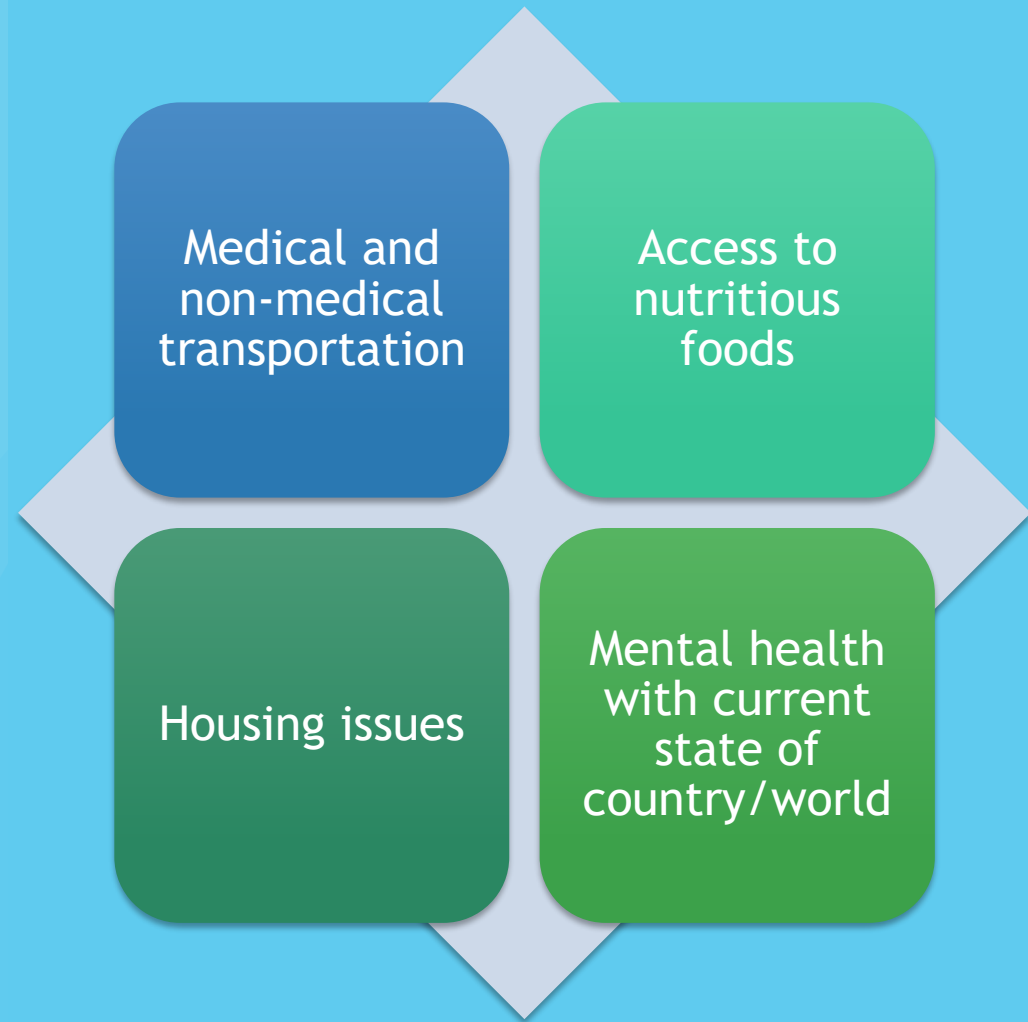 Medical and
non-medical
transportation
Access to
nutritious
foods
Housing issues
Mental health
with current
state of
country/world